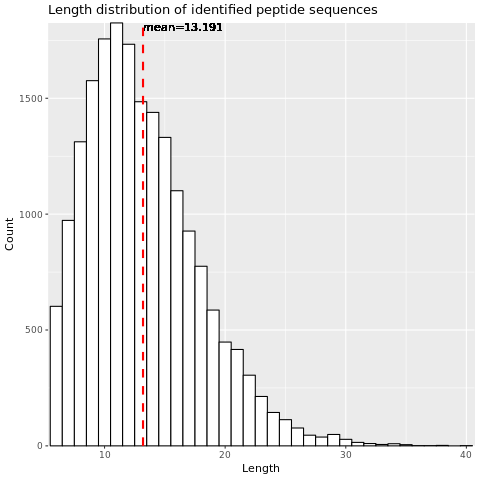 Length distribution of identified peptide sequences
mean=13.191
1500
1000
500
0
10
20
30
40
Length
Count